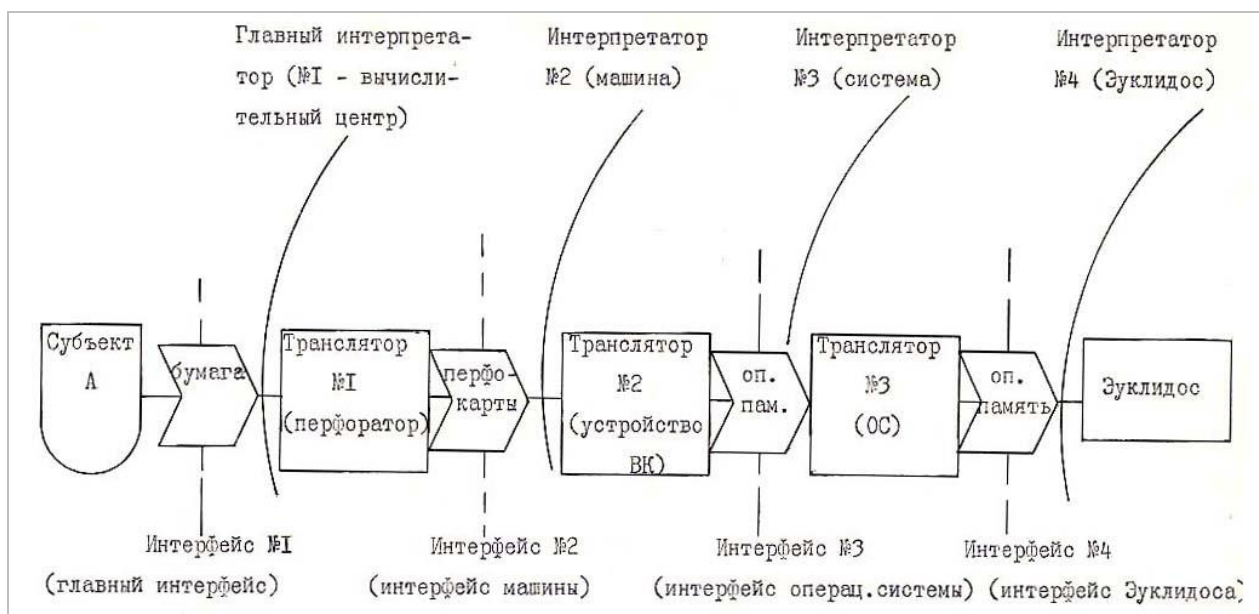 Главный интерпрета-
тор (№I - вычисли-
тельный центр)
Интерпретатор
№2 (машина)
Интерпретатор
№3 (система)
Интерпретатор
№4 (Эуклидос)
Субъект
А
бумага
Транслятор
№I
(перфоратор)
перфо-
карты
Транслятор
№2
(устройство
ВК)
оп.
пам.
Транслятор
№3
(ОС)
оп.
память
Эуклидос
Интерфейс №I
(главный интерфейс)
Интерфейс №2
(интерфейс машины)
Интерфейс №3
(интерфейс операц.системы)
Интерфейс №4
(интерфейс Эуклидоса)